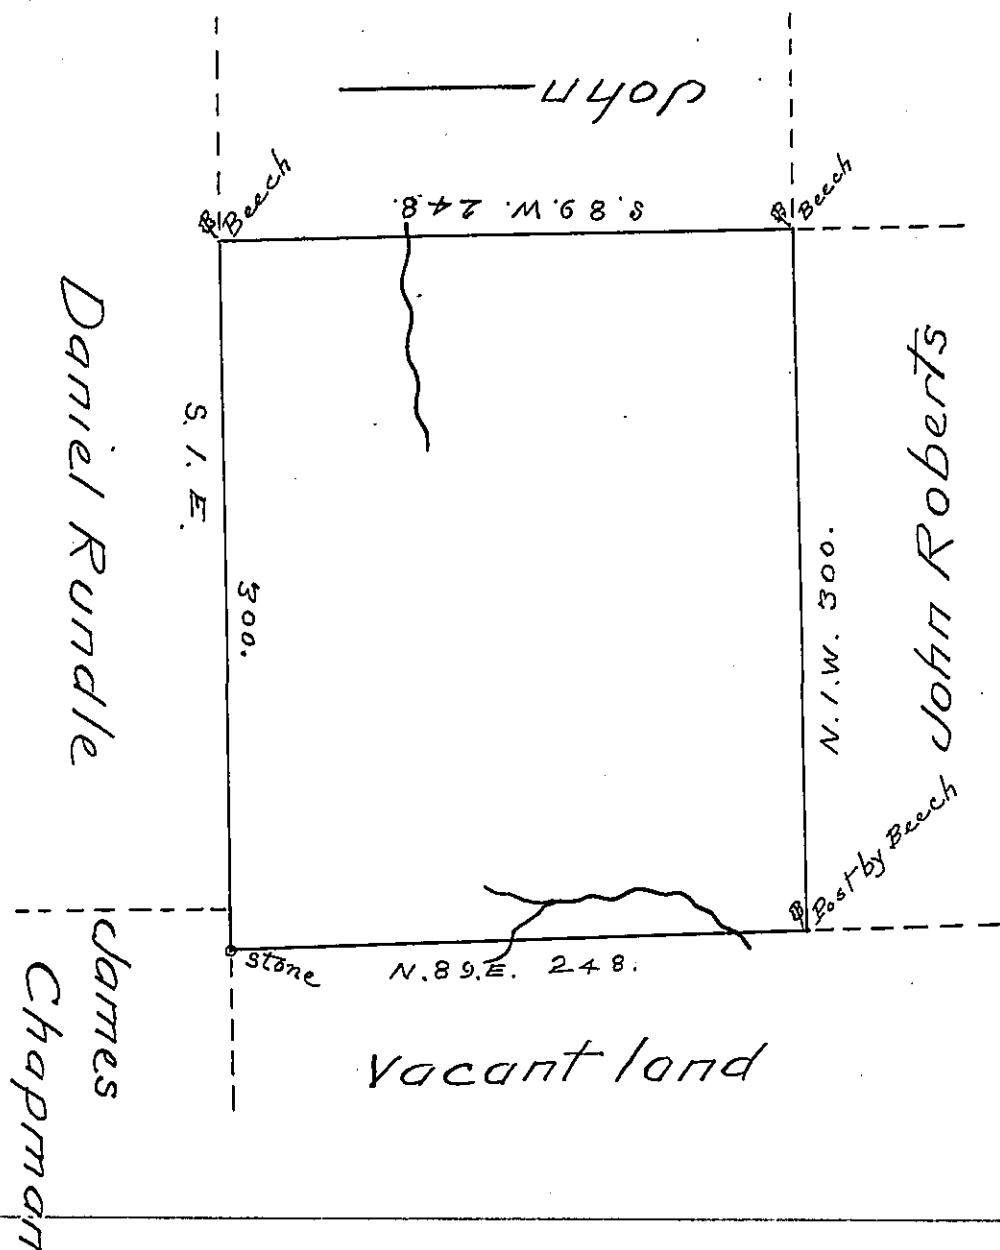 John
Beech
S. 89 W. 248.
Beech
Daniel Rundle
S. 1. E.
300.
N. 1. W. 300.
John Roberts
Post by Beech
James
Chapman
stone
N. 89. E. 248.
Vacant land